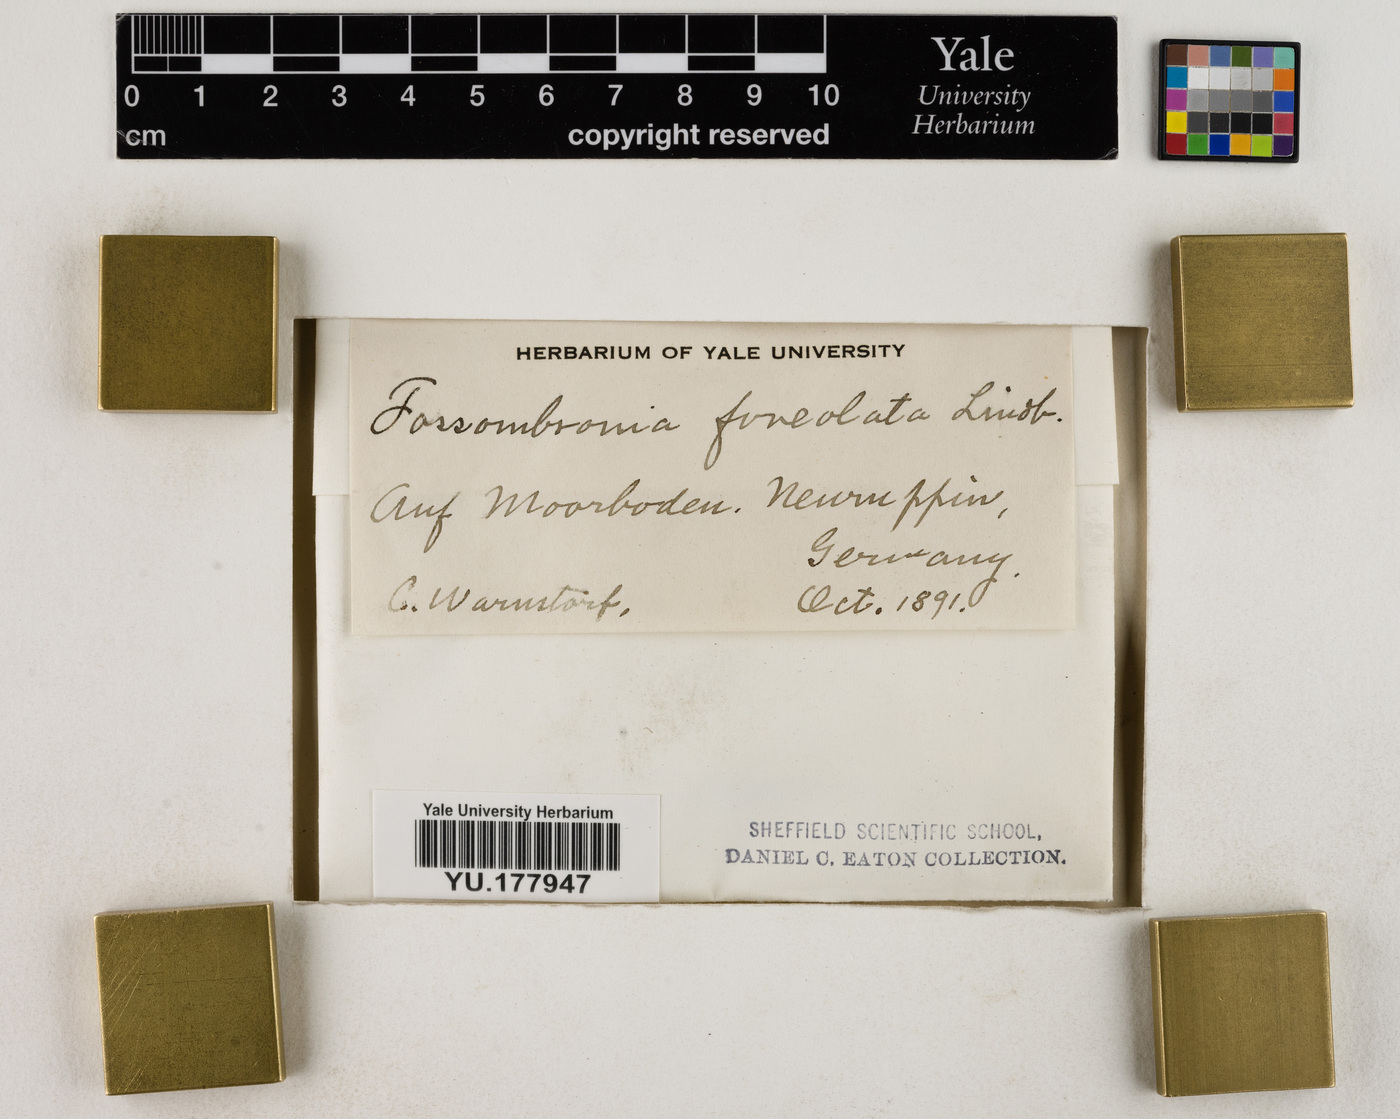 0 1 2 3 4 5 6 7 8 9 10
cm
copyright reserved
Yale
University
Herbarium
HERBARIUM OF YALE UNIVERSITY
Fossombronia foveolata Lindb.
Auf Moorboden. Neuruppin,
Germany.
C. Warnstorf,
Oct. 1891.
Yale University Herbarium
YU.177947
SHEFFIELD SCIENTIFIC SCHOOL,
DANIEL C. EATON COLLECTION.